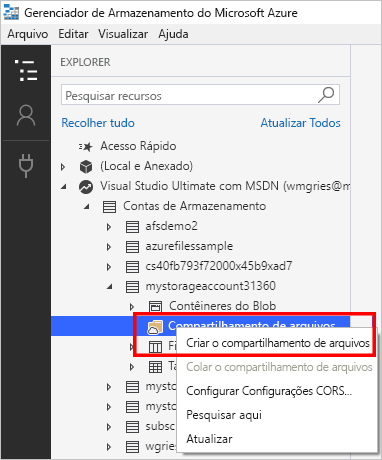 Gerenciador de Armazenamento do Microsoft Azure
Arquivo Editar Visualizar Ajuda
EXPLORER
Pesquisar recursos
Recolher tudo Atualizar Todos
Acesso Rápido
(Local e Anexado)
Visual Studio Ultimate com MSDN (wmgries@m
Contas de Armazenamento
afsdemo2
azurefilessample
cs40fb793f72000x45b9xad7
mystorageaccount31360
Contêineres do Blob
Compartilhamento de arquivos
Fi
Criar o compartilhamento de arquivos
Ta
Colar o compartilhamento de arquivos
mysto
Configurar Configurações CORS...
mysto
Pesquisar aqui
subso
Atualizar
wgries